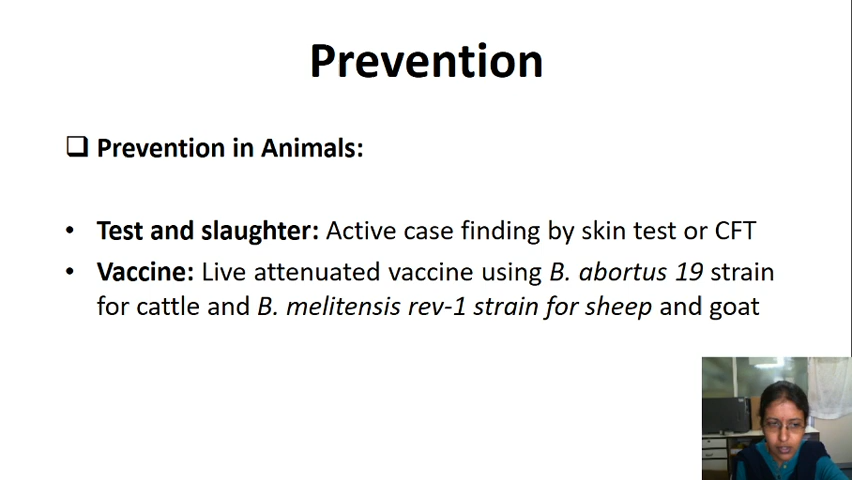 Prevention
❑ Prevention in Animals:
• Test and slaughter: Active case finding by skin test or CFT
• Vaccine: Live attenuated vaccine using B. abortus 19 strain
for cattle and B. melitensis rev-1 strain for sheep and goat